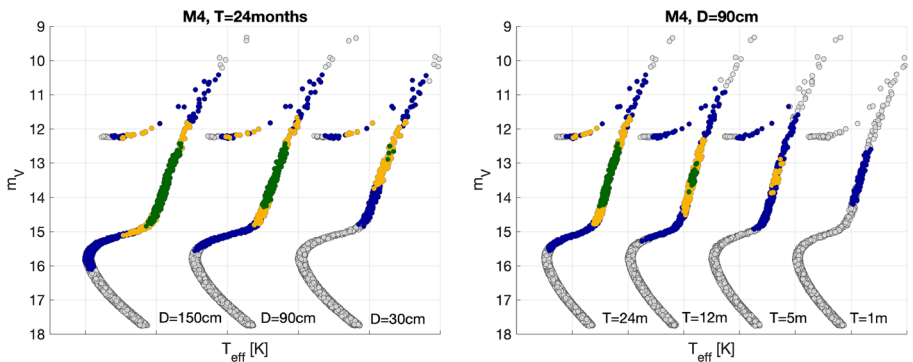 M4, T=24months
9
10
11
12
13
14
15
16
17
18
m_V
D=150cm
D=90cm
D=30cm
T_eff [K]
M4, D=90cm
9
10
11
12
13
14
15
16
17
18
m_V
T=24m
T=12m
T=5m
T=1m
T_eff [K]